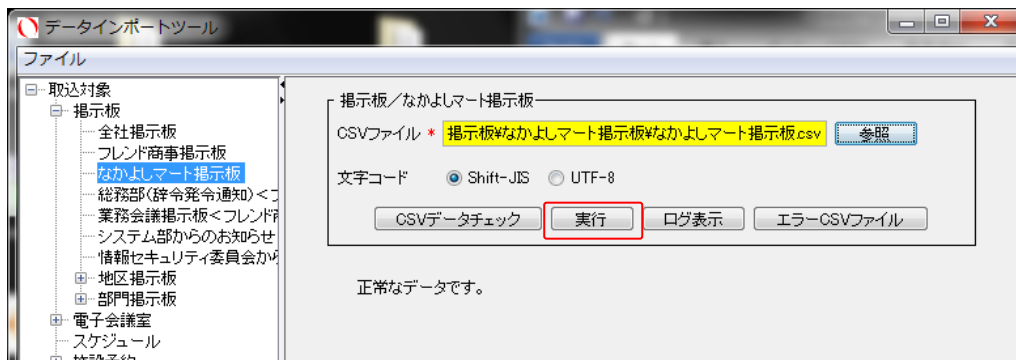 データインポートツール
ファイル
取込対象
掲示板
全社掲示板
フレンド商事掲示板
なかよしマート掲示板
総務部(辞令発令通知)<フ
業務会議掲示板<フレンド商
システム部からのお知らせ
情報セキュリティ委員会から
地区掲示板
部門掲示板
電子会議室
スケジュール
施設予約
掲示板/なかよしマート掲示板
CSVファイル * 掲示板¥なかよしマート掲示板¥なかよしマート掲示板.csv 参照
文字コード Shift-JIS UTF-8
CSVデータチェック 実行 ログ表示 エラーCSVファイル
正常なデータです。